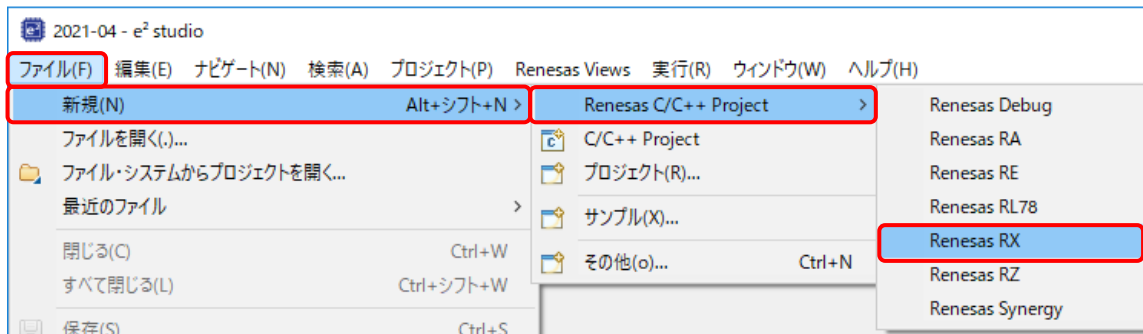 2021-04 - e² studio
ファイル(F) 編集(E) ナビゲート(N) 検索(A) プロジェクト(P) Renesas Views 実行(R) ウィンドウ(W) ヘルプ(H)
新規(N) Alt+シフト+N >
ファイルを開く(.)...
ファイル・システムからプロジェクトを開く...
最近のファイル >
閉じる(C) Ctrl+W
すべて閉じる(L) Ctrl+シフト+W
保存(S) Ctrl+S
Renesas C/C++ Project >
C/C++ Project
プロジェクト(R)...
サンプル(X)...
その他(o)... Ctrl+N
Renesas Debug
Renesas RA
Renesas RE
Renesas RL78
Renesas RX
Renesas RZ
Renesas Synergy